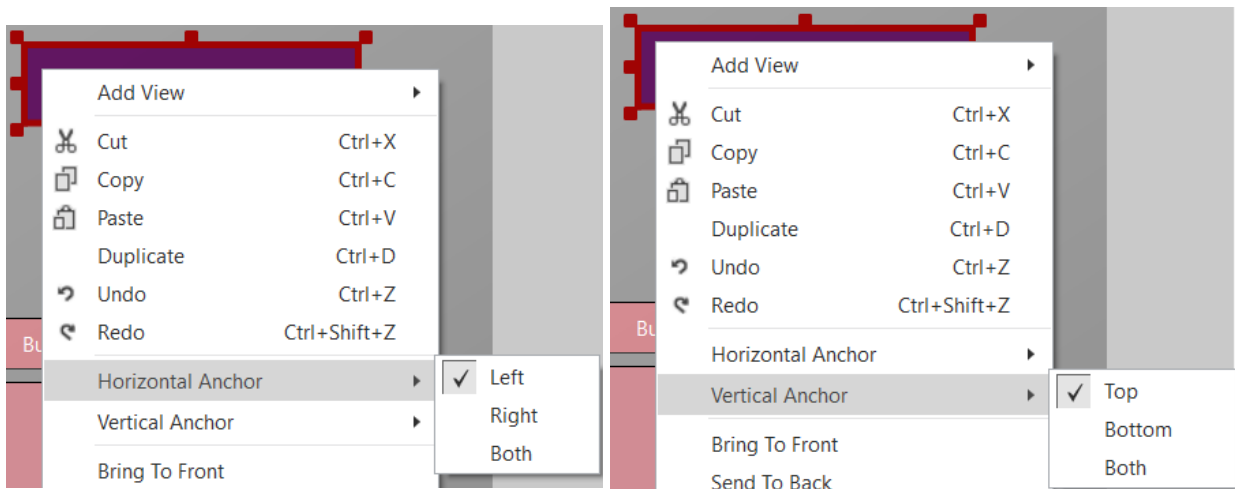 Add View
Cut Ctrl+X
Copy Ctrl+C
Paste Ctrl+V
Duplicate Ctrl+D
Undo Ctrl+Z
Redo Ctrl+Shift+Z
Bu
Horizontal Anchor
Left
Right
Both
Vertical Anchor
Bring To Front
Add View
Cut Ctrl+X
Copy Ctrl+C
Paste Ctrl+V
Duplicate Ctrl+D
Undo Ctrl+Z
Redo Ctrl+Shift+Z
Bu
Horizontal Anchor
Vertical Anchor
Top
Bottom
Both
Bring To Front
Send To Back